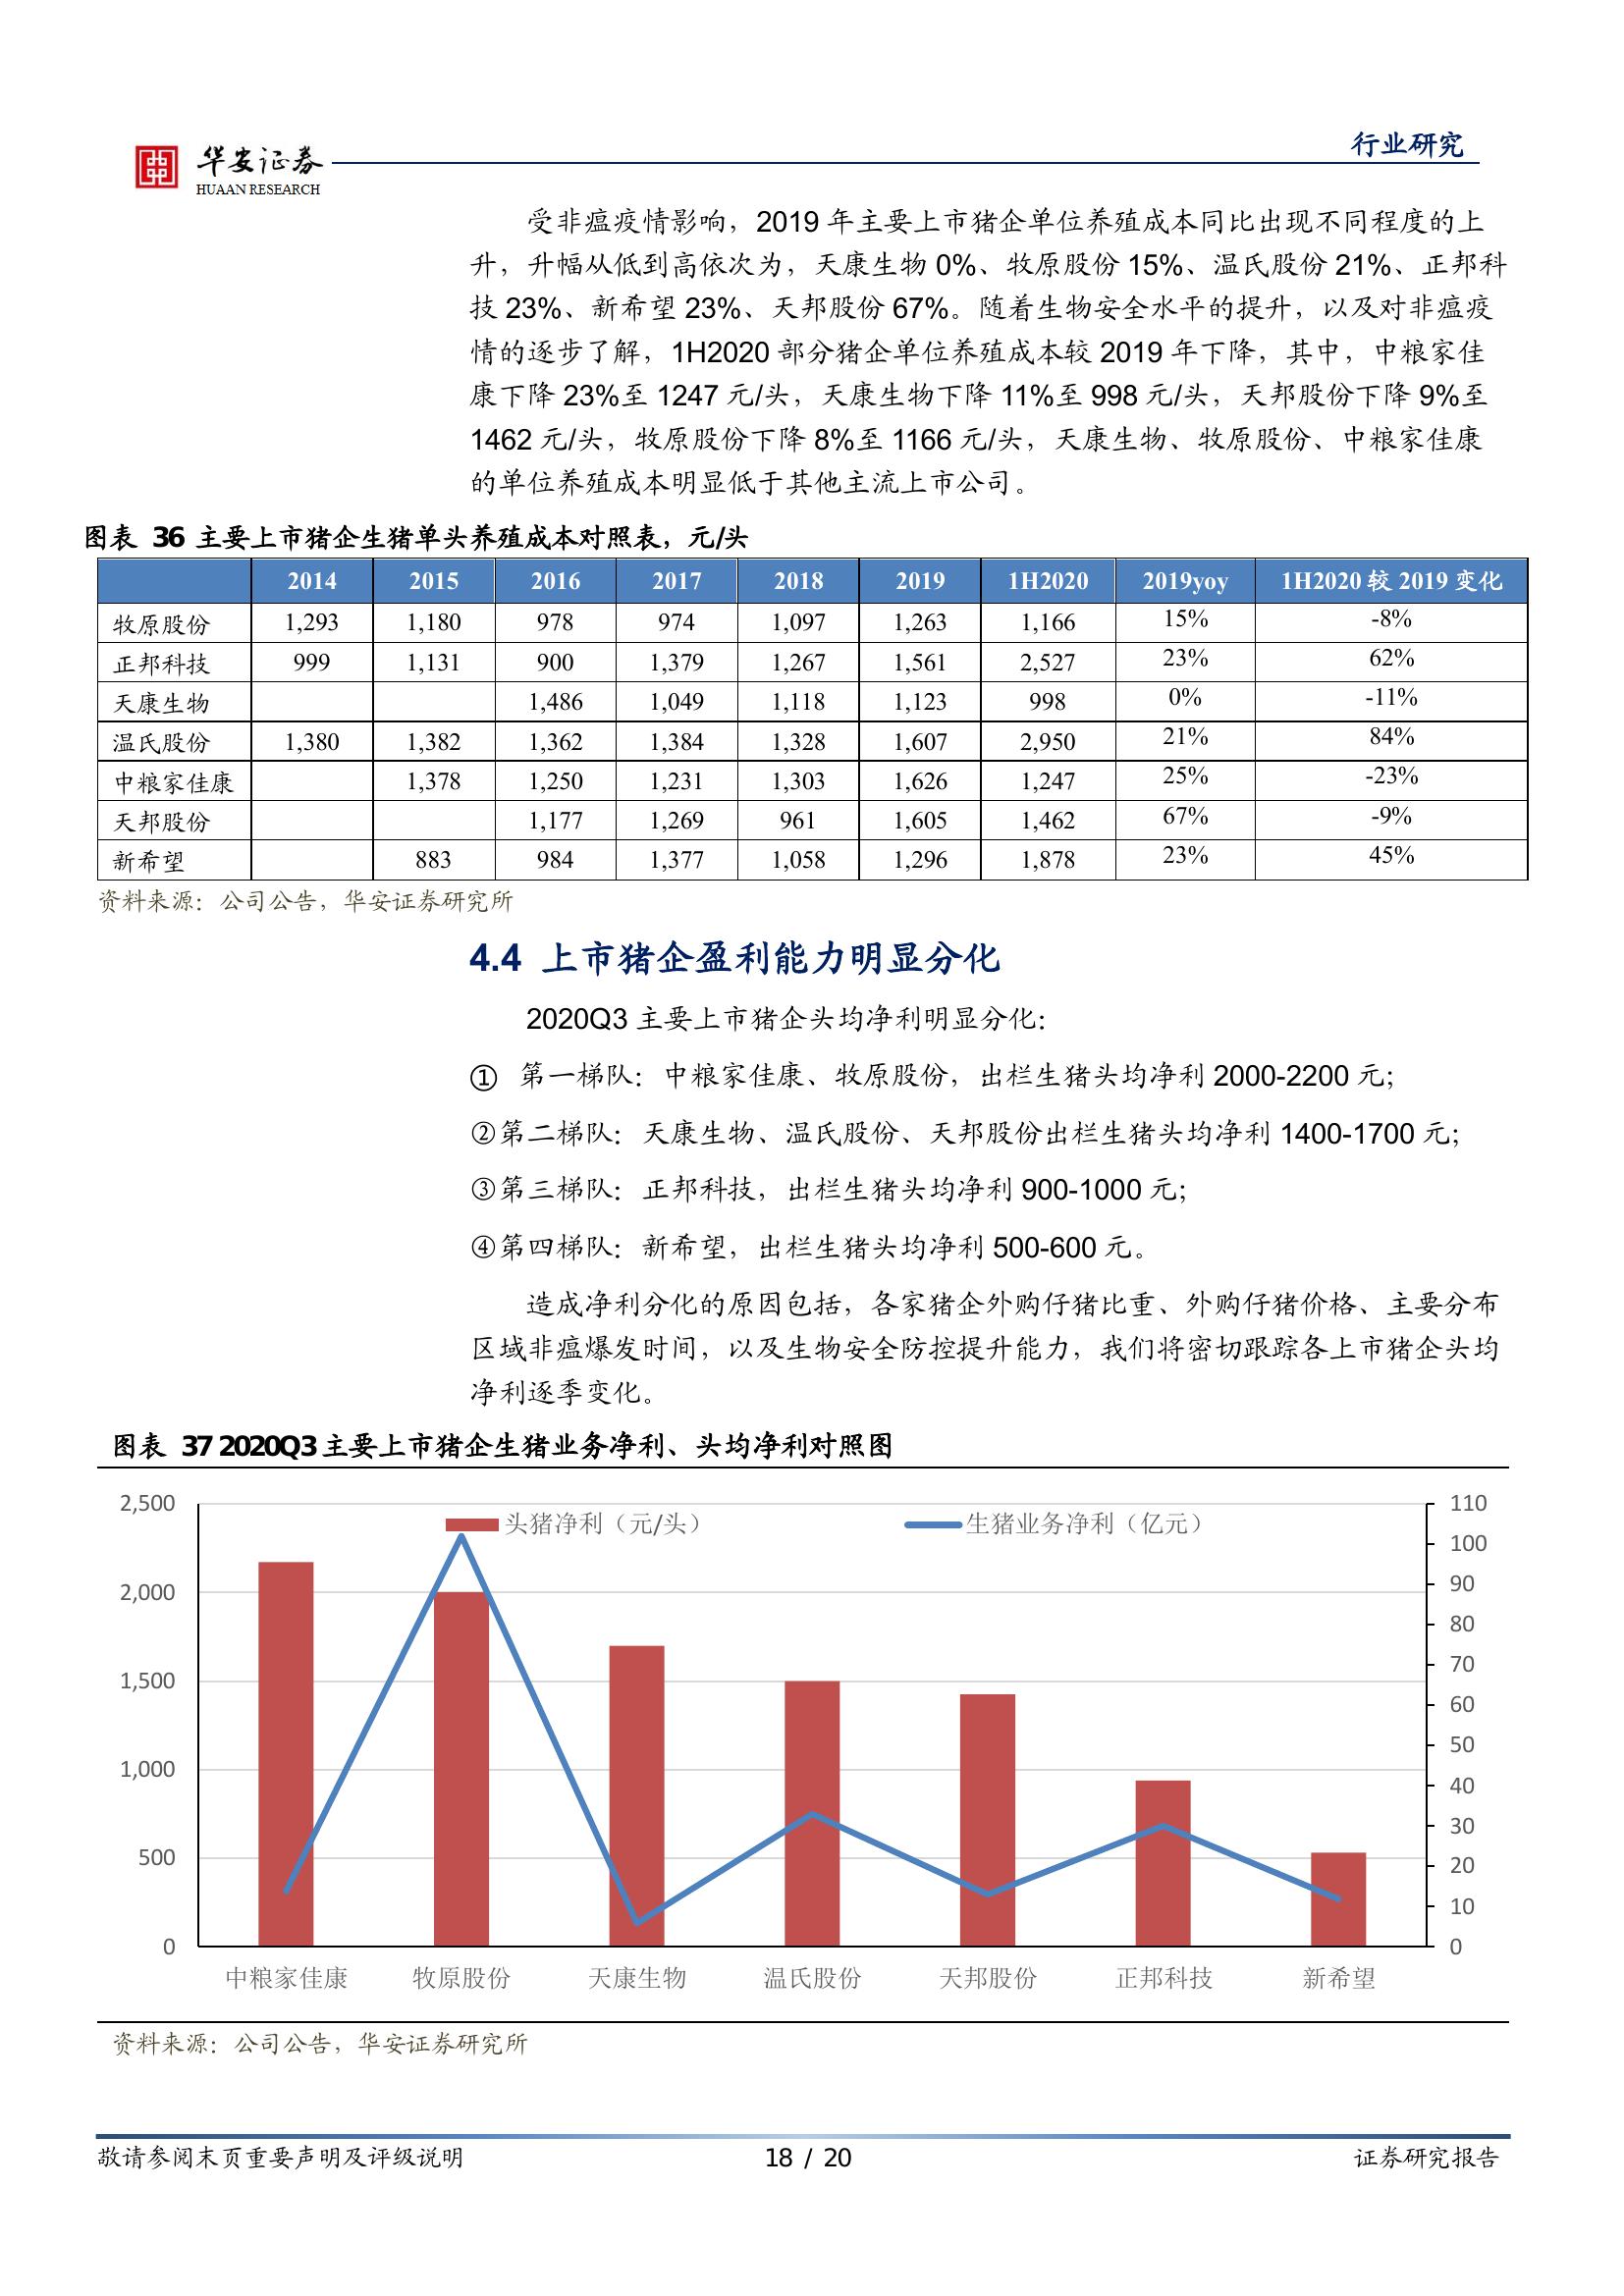 华安证券
HUAAN RESEARCH
行业研究
受非瘟疫情影响，2019 年主要上市猪企单位养殖成本同比出现不同程度的上
升，升幅从低到高依次为，天康生物 0%、牧原股份 15%、温氏股份 21%、正邦科
技 23%、新希望 23%、天邦股份 67%。随着生物安全水平的提升，以及对非瘟疫
情的逐步了解，1H2020 部分猪企单位养殖成本较 2019 年下降，其中，中粮家佳
康下降 23%至 1247 元/头，天康生物下降 11%至 998 元/头，天邦股份下降 9%至
1462 元/头，牧原股份下降 8%至 1166 元/头，天康生物、牧原股份、中粮家佳康
的单位养殖成本明显低于其他主流上市公司。
图表 36 主要上市猪企生猪单头养殖成本对照表，元/头
2014 2015 2016 2017 2018 2019 1H2020 2019yoy 1H2020 较 2019 变化
牧原股份 1,293 1,180 978 974 1,097 1,263 1,166 15% -8%
正邦科技 999 1,131 900 1,379 1,267 1,561 2,527 23% 62%
天康生物 1,486 1,049 1,118 1,123 998 0% -11%
温氏股份 1,380 1,382 1,362 1,384 1,328 1,607 2,950 21% 84%
中粮家佳康 1,378 1,250 1,231 1,303 1,626 1,247 25% -23%
天邦股份 1,177 1,269 961 1,605 1,462 67% -9%
新希望 883 984 1,377 1,058 1,296 1,878 23% 45%
资料来源：公司公告，华安证券研究所
4.4 上市猪企盈利能力明显分化
2020Q3 主要上市猪企头均净利明显分化：
① 第一梯队：中粮家佳康、牧原股份，出栏生猪头均净利 2000-2200 元；
②第二梯队：天康生物、温氏股份、天邦股份出栏生猪头均净利 1400-1700 元；
③第三梯队：正邦科技，出栏生猪头均净利 900-1000 元；
④第四梯队：新希望，出栏生猪头均净利 500-600 元。
造成净利分化的原因包括，各家猪企外购仔猪比重、外购仔猪价格、主要分布
区域非瘟爆发时间，以及生物安全防控提升能力，我们将密切跟踪各上市猪企头均
净利逐季变化。
图表 37 2020Q3 主要上市猪企生猪业务净利、头均净利对照图
头猪净利（元/头） 生猪业务净利（亿元）
2,500
2,000
1,500
1,000
500
0
110
100
90
80
70
60
50
40
30
20
10
0
中粮家佳康 牧原股份 天康生物 温氏股份 天邦股份 正邦科技 新希望
资料来源：公司公告，华安证券研究所
敬请参阅末页重要声明及评级说明 18 / 20 证券研究报告